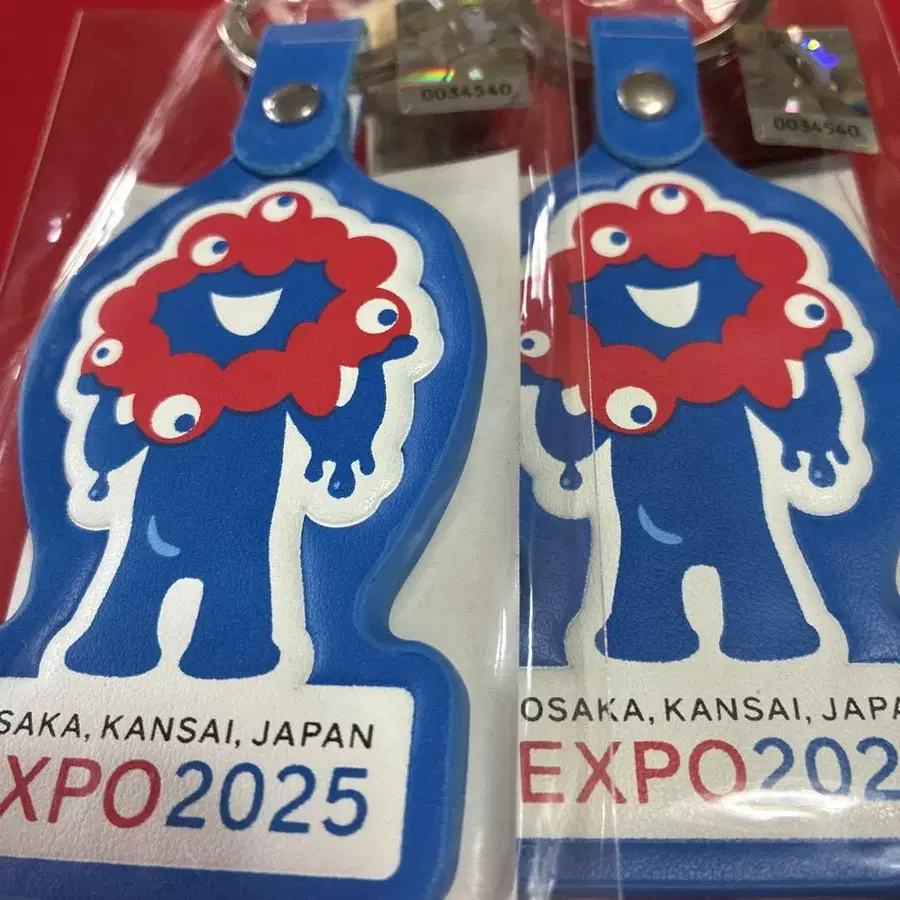 0034540
SAKA, KANSAI, JAPAN
XPO2025
0034540
OSAKA, KANSAI, JAPA
EXPO202